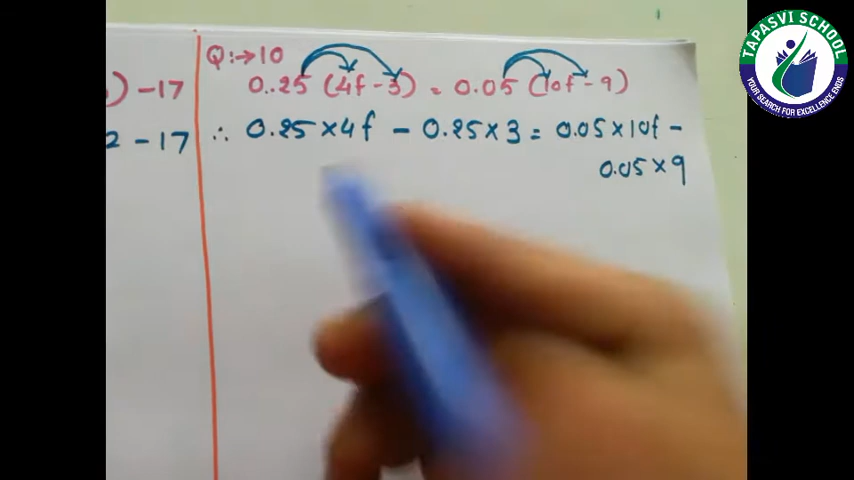 Q:→10
0.25 (4f - 3) = 0.05 (10f - 9)
) - 17
∴ 0.25 × 4f - 0.25 × 3 = 0.05 × 10f -
2 - 17
0.05 × 9
TAPASVI SCHOOL
YOUR SEARCH FOR EXCELLENCE ENDS